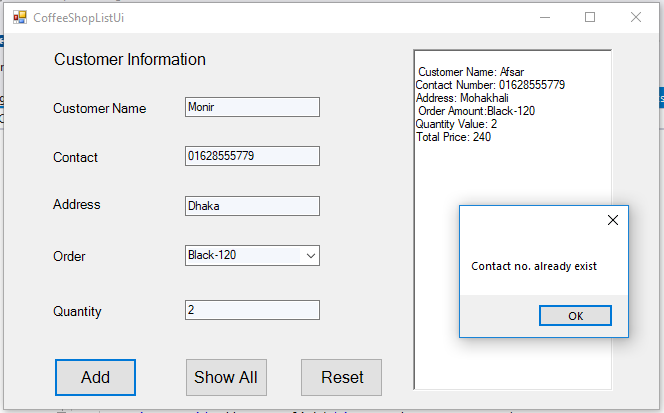 CoffeeShopListUi
Customer Information
Customer Name Monir
Contact 01628555779
Address Dhaka
Order Black-120
Quantity 2
Add Show All Reset
Customer Name: Afsar
Contact Number: 01628555779
Address: Mohakhali
Order Amount:Black-120
Quantity Value: 2
Total Price: 240
Contact no. already exist
OK